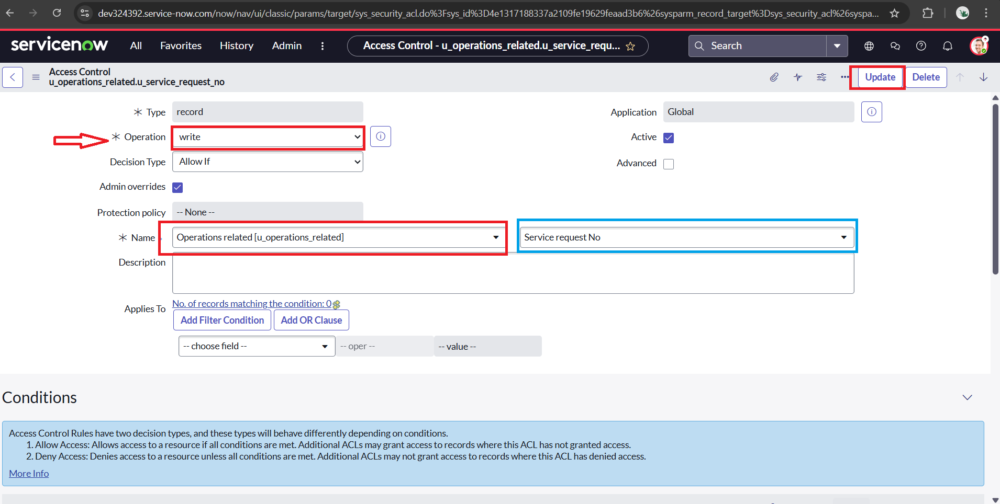 dev324392.service-now.com/now/nav/ui/classic/params/target/sys_security_acl.do%3Fsys_id%3D4e1317188337a2109fe19629feaad3b6%26sysparm_record_target%3Dsys_security_acl%26syspa...
servicenow All Favorites History Admin Access Control - u_operations_related.u_service_requ... Search
Access Control
u_operations_related.u_service_request_no
Update Delete
Type record Application Global
Operation write Active
Decision Type Allow If Advanced
Admin overrides
Protection policy -- None --
Name Operations related [u_operations_related] Service request No
Description
Applies To No. of records matching the condition: 0
Add Filter Condition Add OR Clause
-- choose field -- -- oper -- -- value --
Conditions
Access Control Rules have two decision types, and these types will behave differently depending on conditions.
1. Allow Access: Allows access to a resource if all conditions are met. Additional ACLs may grant access to records where this ACL has not granted access.
2. Deny Access: Denies access to a resource unless all conditions are met. Additional ACLs may not grant access to records where this ACL has denied access.
More Info